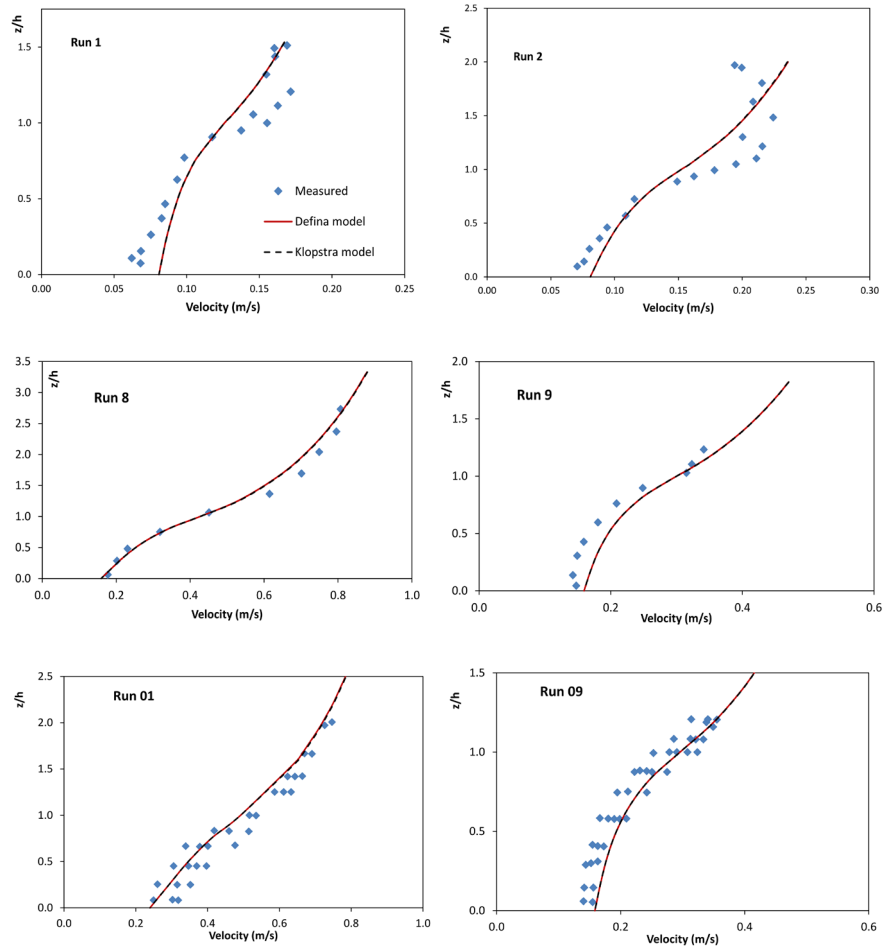 z/h
Run 1
1.5
1.0
0.5
0.0
Measured
Defina model
Klopstra model
0.00 0.05 0.10 0.15 0.20 0.25
Velocity (m/s)
z/h
Run 2
2.5
2.0
1.5
1.0
0.5
0.0
0.00 0.05 0.10 0.15 0.20 0.25 0.30
Velocity (m/s)
z/h
Run 8
3.5
3.0
2.5
2.0
1.5
1.0
0.5
0.0
0.0 0.2 0.4 0.6 0.8 1.0
Velocity (m/s)
z/h
Run 9
2.0
1.5
1.0
0.5
0.0
0.0 0.2 0.4 0.6
Velocity (m/s)
z/h
Run 01
2.5
2.0
1.5
1.0
0.5
0.0
0.0 0.2 0.4 0.6 0.8 1.0
Velocity (m/s)
z/h
Run 09
1.5
1.0
0.5
0.0
0.0 0.2 0.4 0.6
Velocity (m/s)